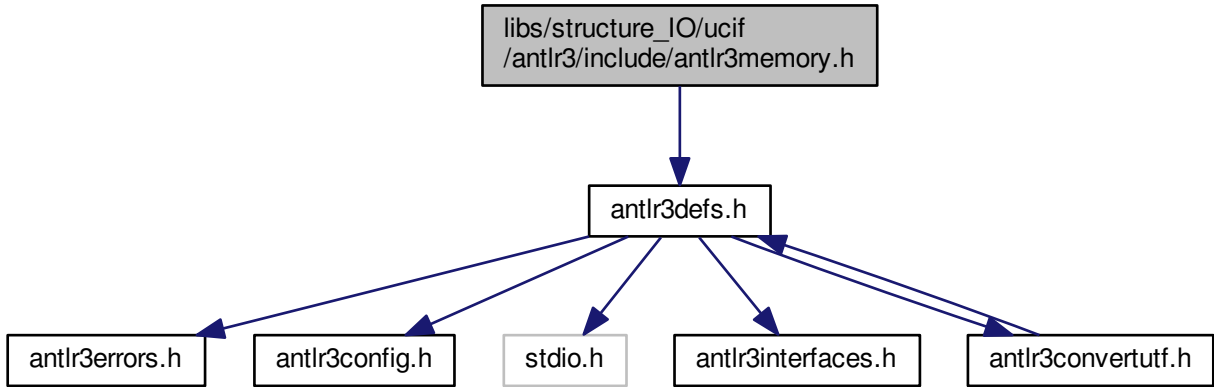 libs/structure_IO/ucif
/antlr3/include/antlr3memory.h
antlr3defs.h
antlr3errors.h
antlr3config.h
stdio.h
antlr3interfaces.h
antlr3convertutf.h